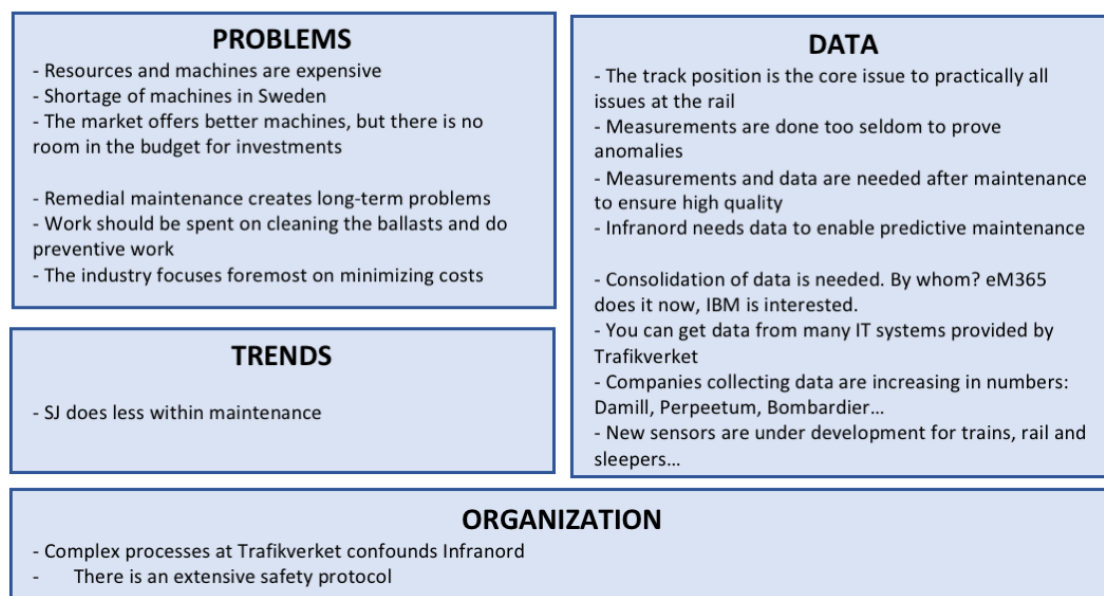 PROBLEMS
- Resources and machines are expensive
- Shortage of machines in Sweden
- The market offers better machines, but there is no
room in the budget for investments
- Remedial maintenance creates long-term problems
- Work should be spent on cleaning the ballasts and do
preventive work
- The industry focuses foremost on minimizing costs
TRENDS
- SJ does less within maintenance
DATA
- The track position is the core issue to practically all
issues at the rail
- Measurements are done too seldom to prove
anomalies
- Measurements and data are needed after maintenance
to ensure high quality
- Infranord needs data to enable predictive maintenance
- Consolidation of data is needed. By whom? eM365
does it now, IBM is interested.
- You can get data from many IT systems provided by
Trafikverket
- Companies collecting data are increasing in numbers:
Damill, Perpeetum, Bombardier…
- New sensors are under development for trains, rail and
sleepers…
ORGANIZATION
- Complex processes at Trafikverket confounds Infranord
- There is an extensive safety protocol